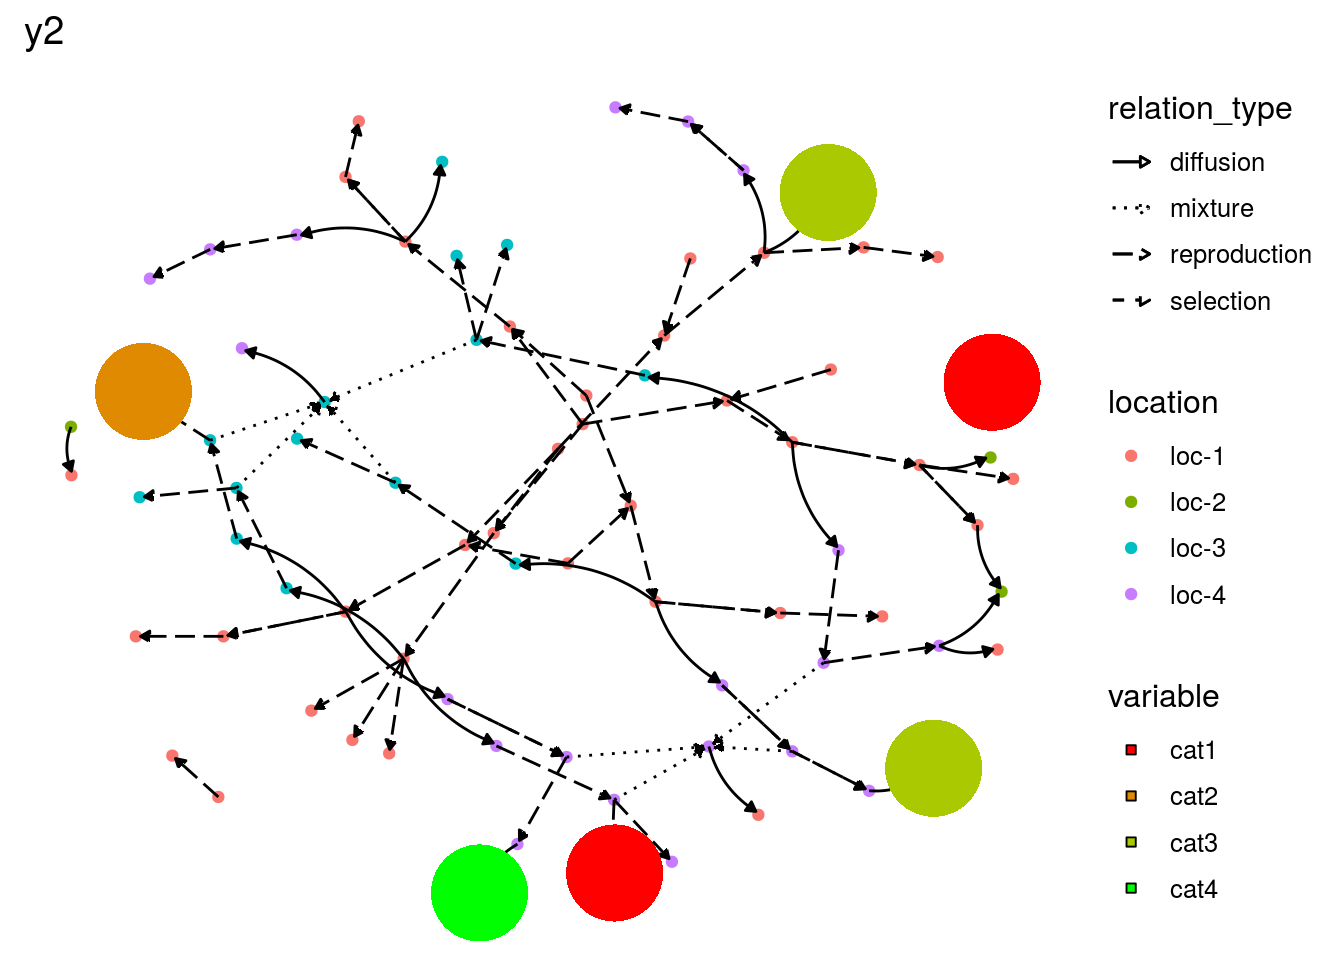 y2
relation_type
diffusion
mixture
reproduction
selection
location
loc-1
loc-2
loc-3
loc-4
variable
cat1
cat2
cat3
cat4